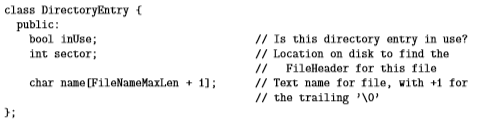 class DirectoryEntry {
public:
bool inUse; // Is this directory entry in use?
int sector; // Location on disk to find the
// FileHeader for this file
char name[FileNameMaxLen + 1]; // Text name for file, with +1 for
// the trailing '\0'
};